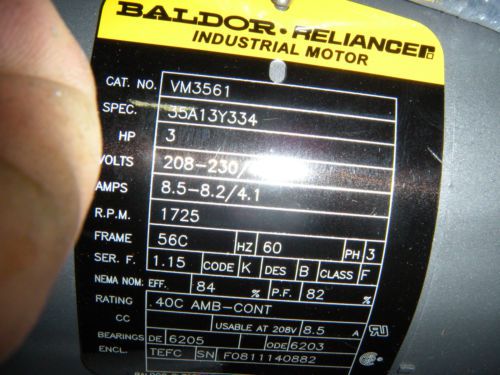 BALDOR • RELIANCER
INDUSTRIAL MOTOR
CAT. NO. VM3561
SPEC. 35A13Y334
HP 3
VOLTS 208-230/
AMPS 8.5-8.2/4.1
R.P.M. 1725
FRAME 56C HZ 60 PH 3
SER. F. 1.15 CODE K DES B CLASS F
NEMA NOM. EFF. 84 % P.F. 82 %
RATING .40C AMB-CONT
CC USABLE AT 208V 8.5 A
BEARINGS DE 6205 ODE 6203
ENCL. TEFC SN F0811140882